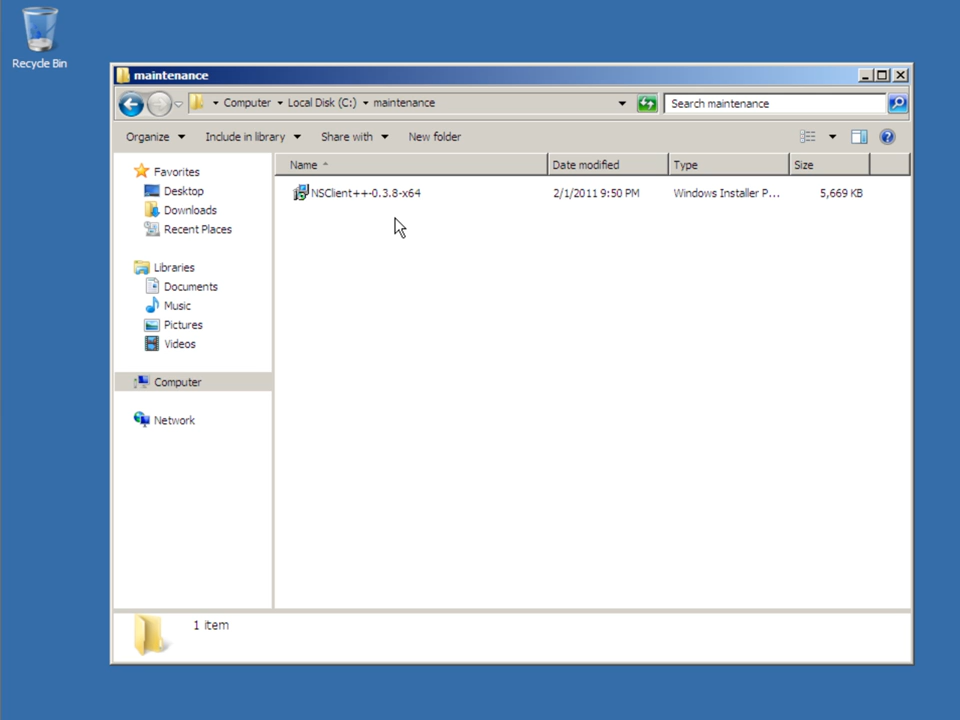 Recycle Bin
maintenance
Computer Local Disk (C:) maintenance
Search maintenance
Organize Include in library Share with New folder
Name Date modified Type Size
Favorites
Desktop
Downloads
Recent Places
Libraries
Documents
Music
Pictures
Videos
Computer
Network
NSClient++-0.3.8-x64 2/1/2011 9:50 PM Windows Installer P... 5,669 KB
1 item